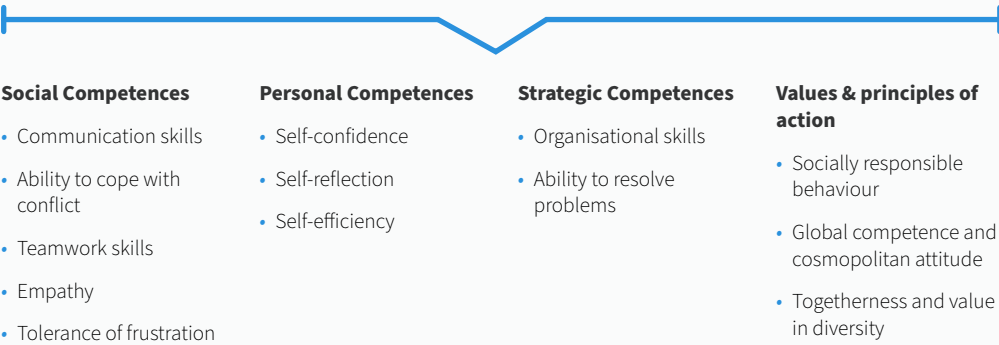 Social Competences
• Communication skills
• Ability to cope with
conflict
• Teamwork skills
• Empathy
• Tolerance of frustration
Personal Competences
• Self-confidence
• Self-reflection
• Self-efficiency
Strategic Competences
• Organisational skills
• Ability to resolve
problems
Values & principles of
action
• Socially responsible
behaviour
• Global competence and
cosmopolitan attitude
• Togetherness and value
in diversity